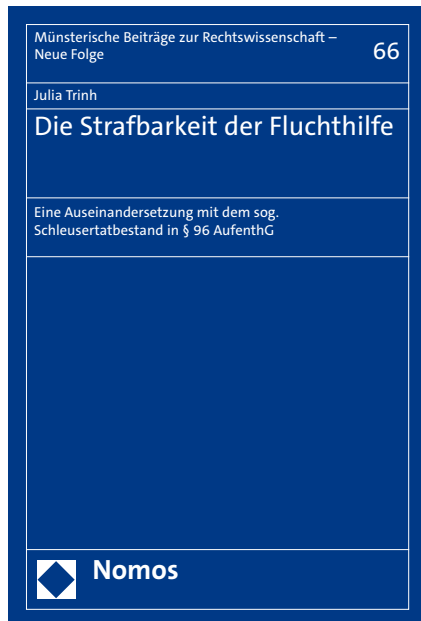 Münsterische Beiträge zur Rechtswissenschaft –
Neue Folge
66
Julia Trinh
Die Strafbarkeit der Fluchthilfe
Eine Auseinandersetzung mit dem sog.
Schleusertatbestand in § 96 AufenthG
Nomos